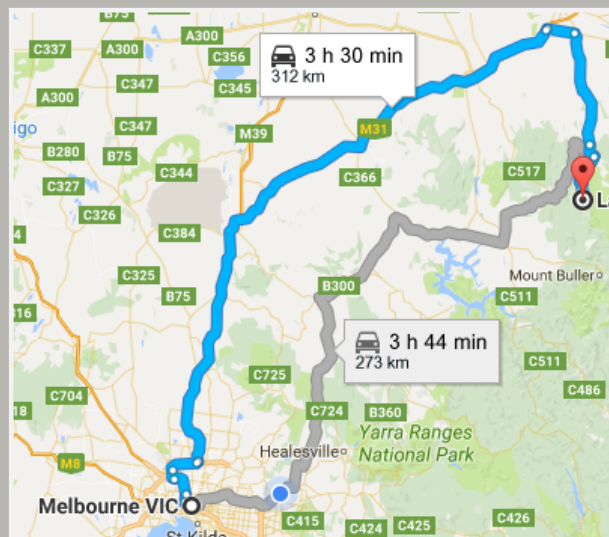 B75
A300
C337
A300
C356
C347
C345
A300
C347
3 h 30 min
312 km
M39
M31
B280
B75
C344
C366
C517
C327
C326
C384
C325
B75
B300
Mount Buller
C511
C511
3 h 44 min
273 km
C725
C486
C704
C724
B360
Healesville
Yarra Ranges
National Park
M8
Melbourne VIC
St Kilda
C415
C424
C425
C426